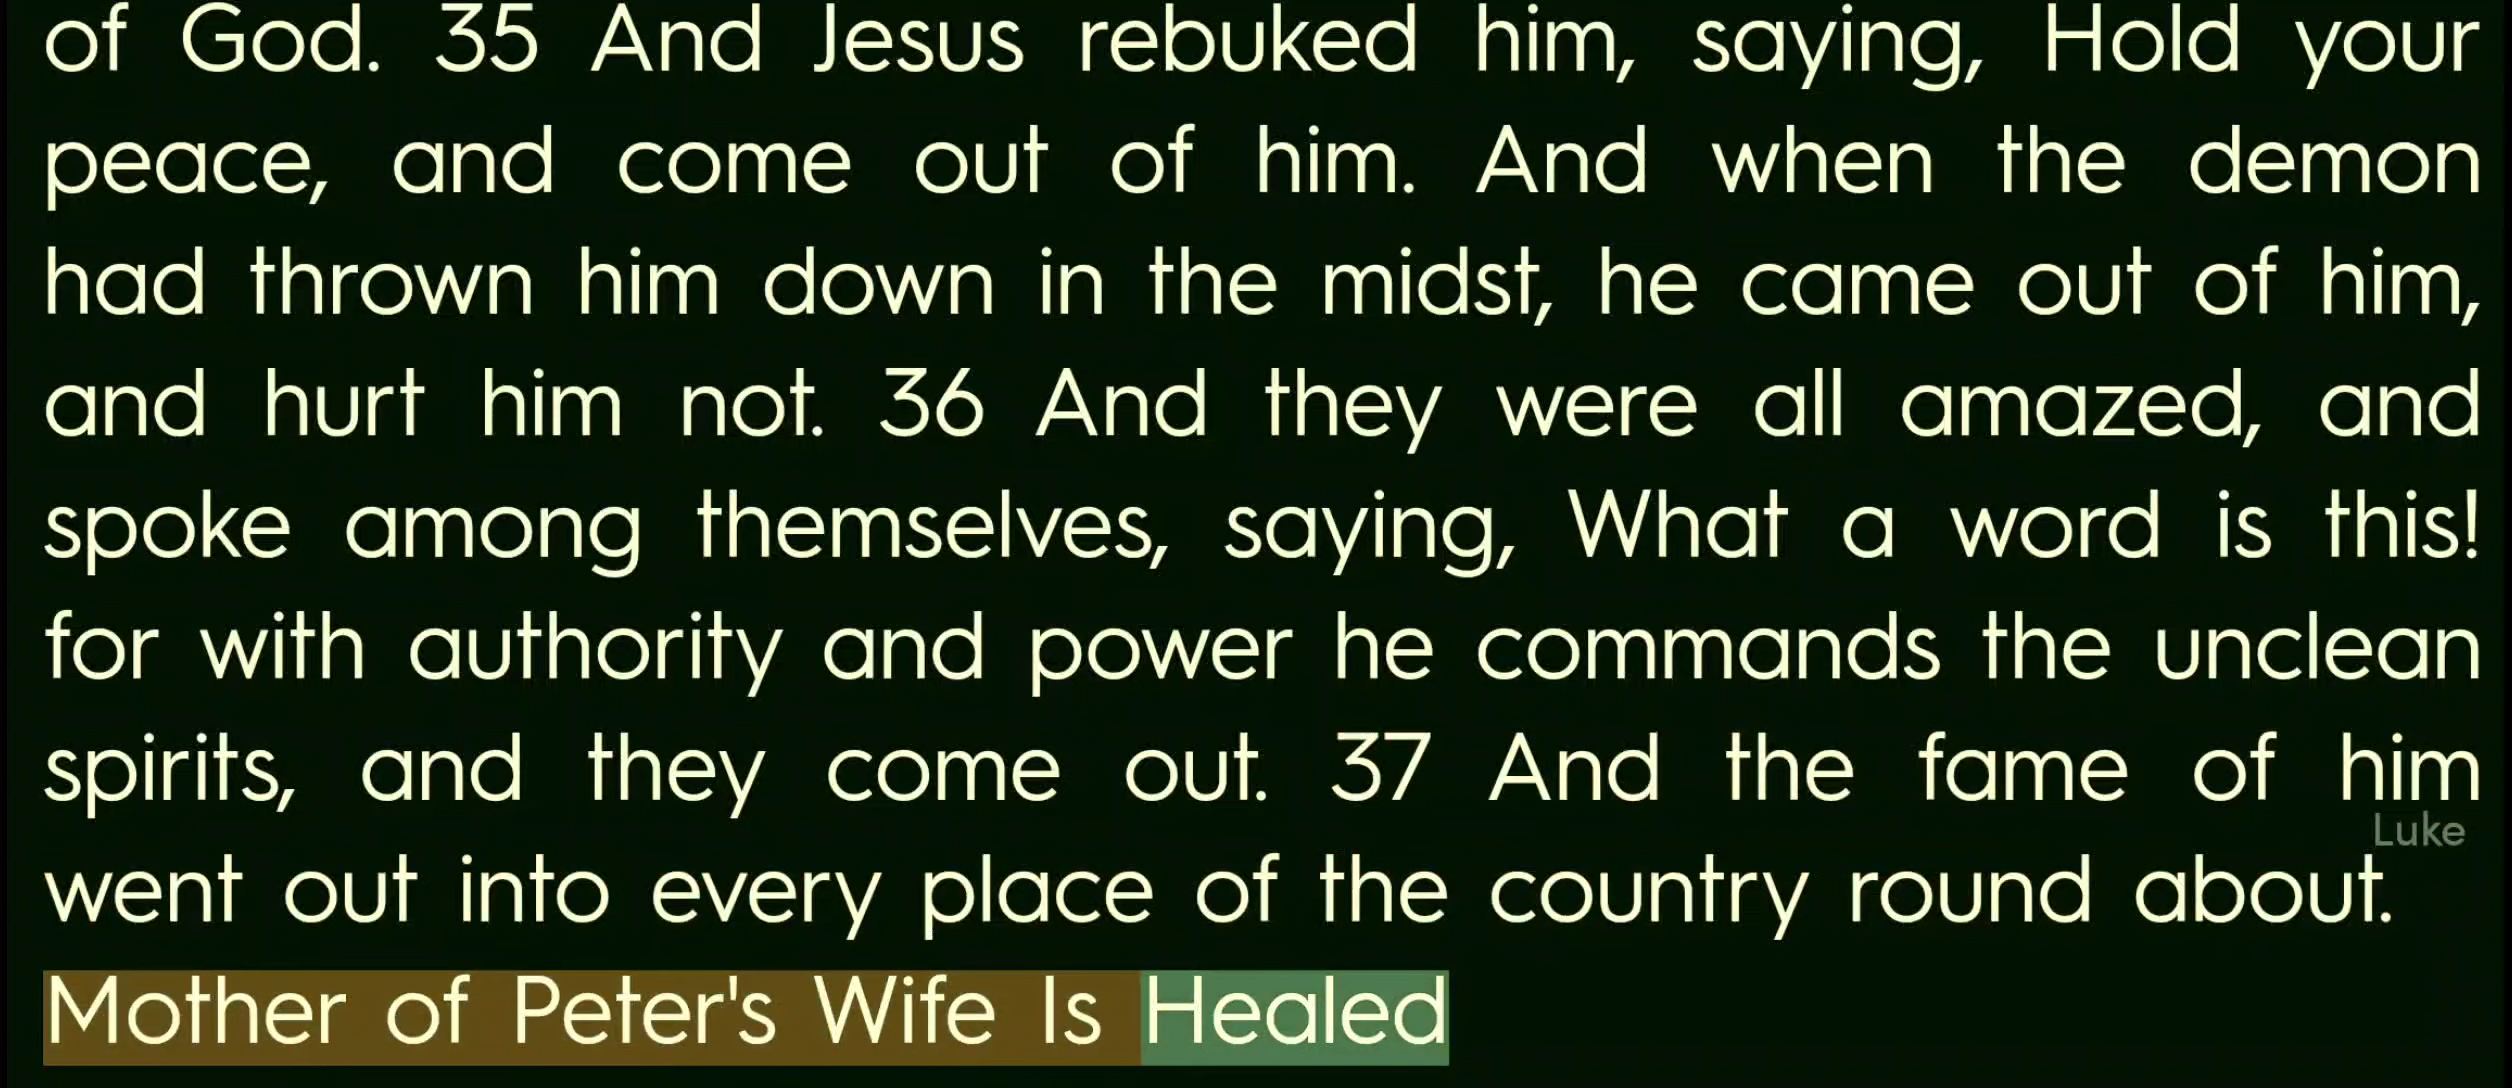 of God. 35 And Jesus rebuked him, saying, Hold your
peace, and come out of him. And when the demon
had thrown him down in the midst, he came out of him,
and hurt him not. 36 And they were all amazed, and
spoke among themselves, saying, What a word is this!
for with authority and power he commands the unclean
spirits, and they come out. 37 And the fame of him
Luke
went out into every place of the country round about.
Mother of Peter's Wife Is Healed